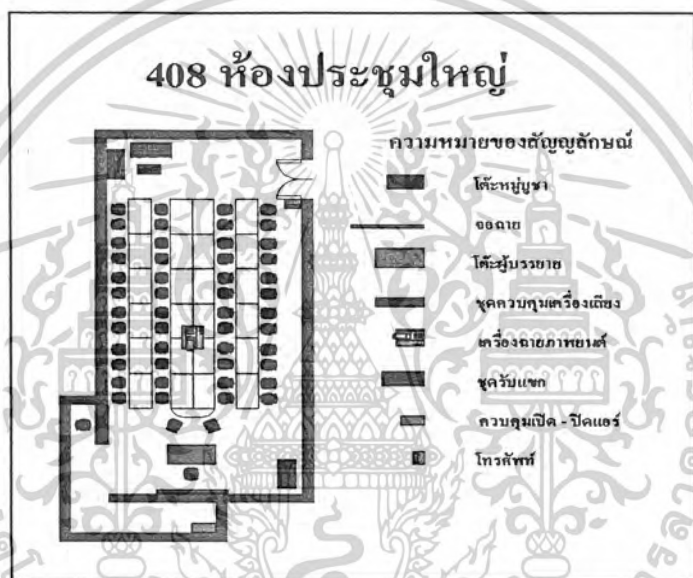 408 ห้องประชุมใหญ่
ความหมายของสัญญลักษณ์
โต๊ะหมู่บูชา
จอฉาย
โต๊ะผู้บรรยาย
ชุดควบคุมเครื่องเสียง
เครื่องฉายภาพยนต์
ชุดรับแขก
ควบคุมเปิด - ปิดแอร์
โทรศัพท์